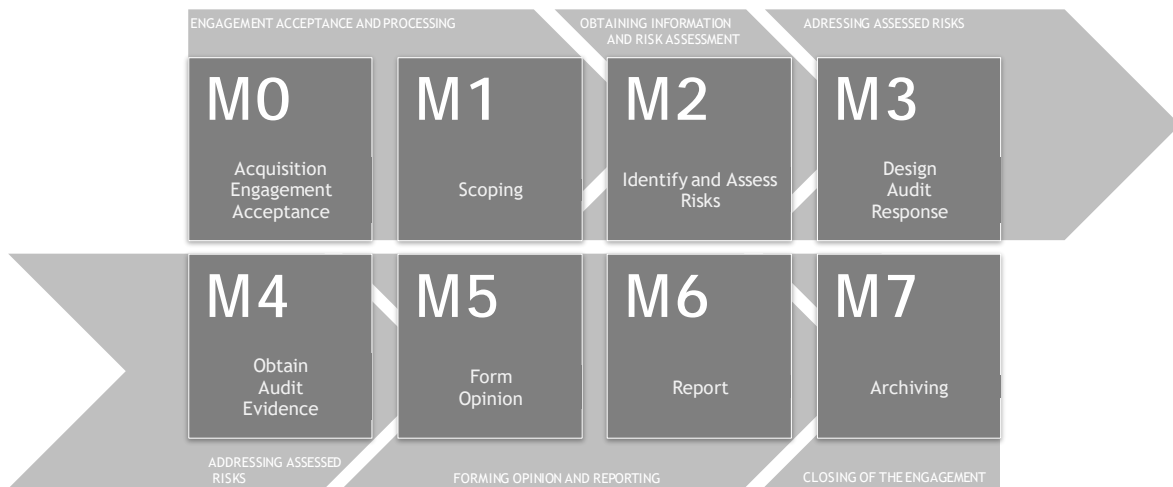 ENGAGEMENT ACCEPTANCE AND PROCESSING
OBTAINING INFORMATION
AND RISK ASSESSMENT
ADRESSING ASSESSED RISKS
M0
Acquisition
Engagement
Acceptance
M1
Scoping
M2
Identify and Assess
Risks
M3
Design
Audit
Response
M4
Obtain
Audit
Evidence
M5
Form
Opinion
M6
Report
M7
Archiving
ADDRESSING ASSESSED
RISKS
FORMING OPINION AND REPORTING
CLOSING OF THE ENGAGEMENT